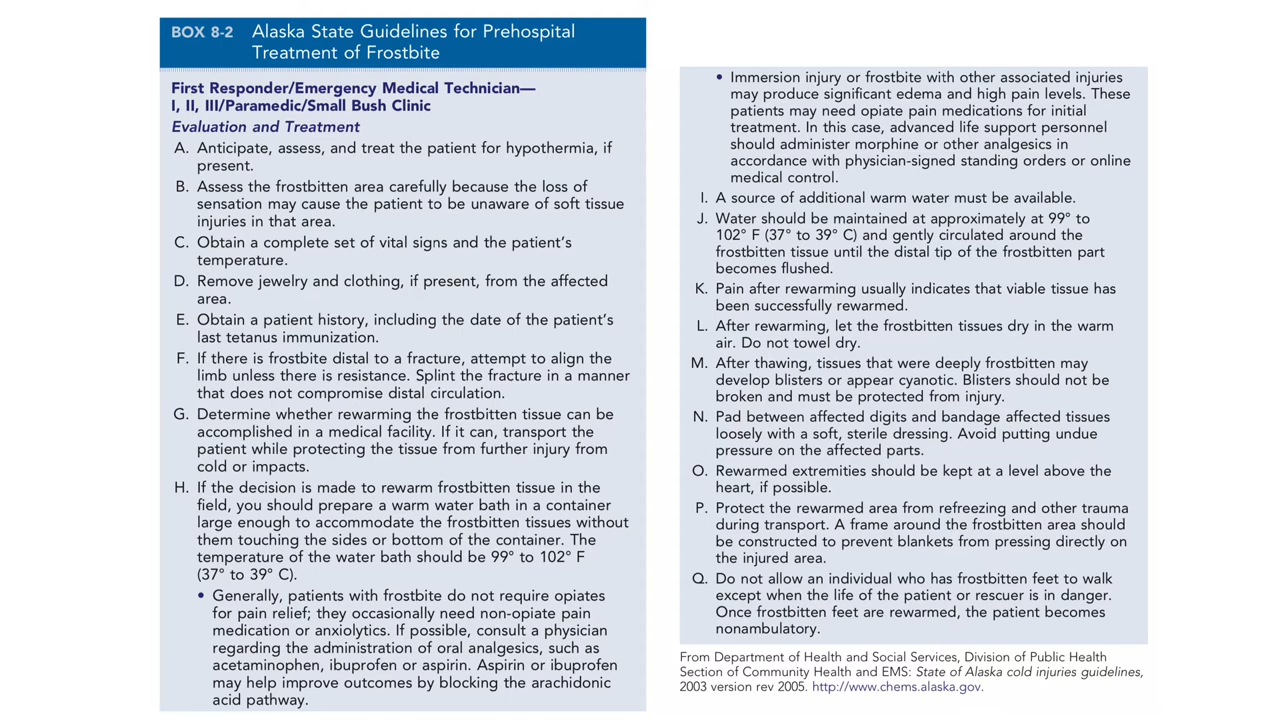 BOX 8-2 Alaska State Guidelines for Prehospital
Treatment of Frostbite
First Responder/Emergency Medical Technician—
I, II, III/Paramedic/Small Bush Clinic
Evaluation and Treatment
A. Anticipate, assess, and treat the patient for hypothermia, if
present.
B. Assess the frostbitten area carefully because the loss of
sensation may cause the patient to be unaware of soft tissue
injuries in that area.
C. Obtain a complete set of vital signs and the patient's
temperature.
D. Remove jewelry and clothing, if present, from the affected
area.
E. Obtain a patient history, including the date of the patient's
last tetanus immunization.
F. If there is frostbite distal to a fracture, attempt to align the
limb unless there is resistance. Splint the fracture in a manner
that does not compromise distal circulation.
G. Determine whether rewarming the frostbitten tissue can be
accomplished in a medical facility. If it can, transport the
patient while protecting the tissue from further injury from
cold or impacts.
H. If the decision is made to rewarm frostbitten tissue in the
field, you should prepare a warm water bath in a container
large enough to accommodate the frostbitten tissues without
them touching the sides or bottom of the container. The
temperature of the water bath should be 99° to 102° F
(37° to 39° C).
• Generally, patients with frostbite do not require opiates
for pain relief; they occasionally need non-opiate pain
medication or anxiolytics. If possible, consult a physician
regarding the administration of oral analgesics, such as
acetaminophen, ibuprofen or aspirin. Aspirin or ibuprofen
may help improve outcomes by blocking the arachidonic
acid pathway.
• Immersion injury or frostbite with other associated injuries
may produce significant edema and high pain levels. These
patients may need opiate pain medications for initial
treatment. In this case, advanced life support personnel
should administer morphine or other analgesics in
accordance with physician-signed standing orders or online
medical control.
I. A source of additional warm water must be available.
J. Water should be maintained at approximately at 99° to
102° F (37° to 39° C) and gently circulated around the
frostbitten tissue until the distal tip of the frostbitten part
becomes flushed.
K. Pain after rewarming usually indicates that viable tissue has
been successfully rewarmed.
L. After rewarming, let the frostbitten tissues dry in the warm
air. Do not towel dry.
M. After thawing, tissues that were deeply frostbitten may
develop blisters or appear cyanotic. Blisters should not be
broken and must be protected from injury.
N. Pad between affected digits and bandage affected tissues
loosely with a soft, sterile dressing. Avoid putting undue
pressure on the affected parts.
O. Rewarmed extremities should be kept at a level above the
heart, if possible.
P. Protect the rewarmed area from refreezing and other trauma
during transport. A frame around the frostbitten area should
be constructed to prevent blankets from pressing directly on
the injured area.
Q. Do not allow an individual who has frostbitten feet to walk
except when the life of the patient or rescuer is in danger.
Once frostbitten feet are rewarmed, the patient becomes
nonambulatory.
From Department of Health and Social Services, Division of Public Health
Section of Community Health and EMS: State of Alaska cold injuries guidelines,
2003 version rev 2005. http://www.chems.alaska.gov.